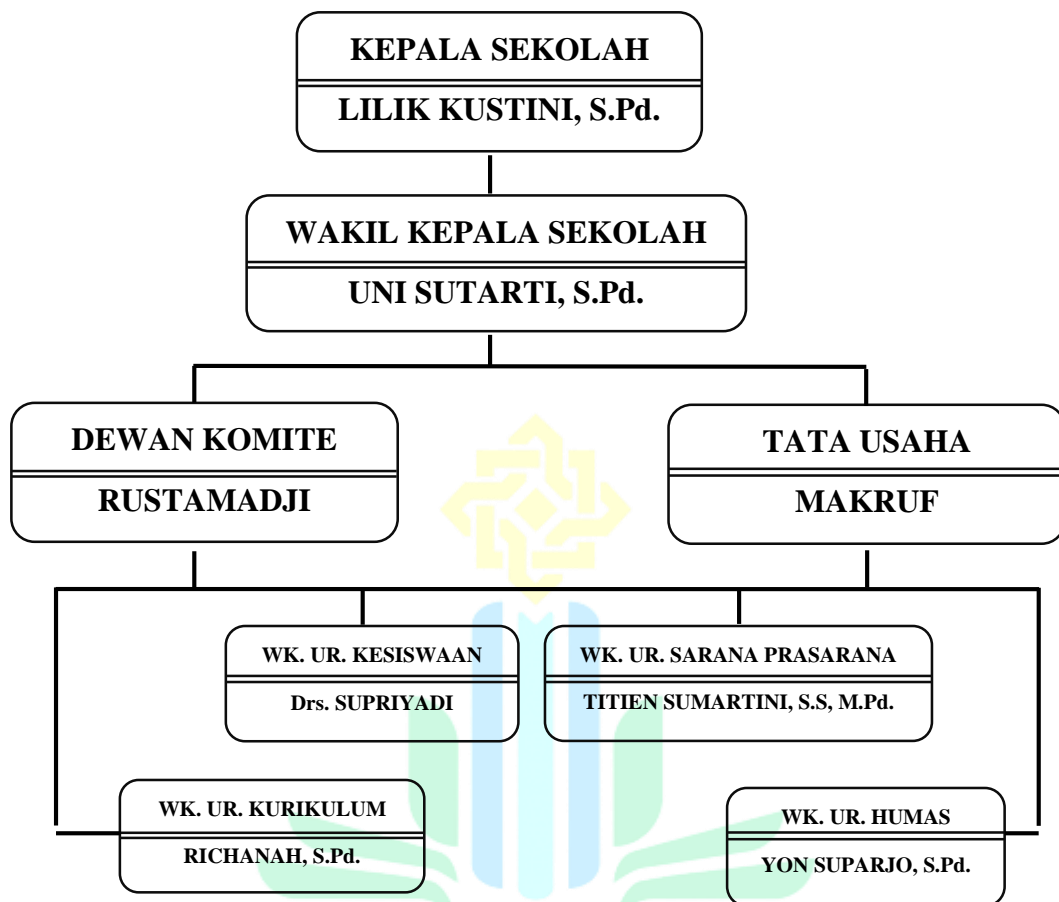 KEPALA SEKOLAH
LILIK KUSTINI, S.Pd.
WAKIL KEPALA SEKOLAH
UNI SUTARTI, S.Pd.
DEWAN KOMITE
RUSTAMADJI
TATA USAHA
MAKRUF
WK. UR. KESISWAAN
Drs. SUPRIYADI
WK. UR. SARANA PRASARANA
TITIEN SUMARTINI, S.S, M.Pd.
WK. UR. KURIKULUM
RICHANAH, S.Pd.
WK. UR. HUMAS
YON SUPARJO, S.Pd.